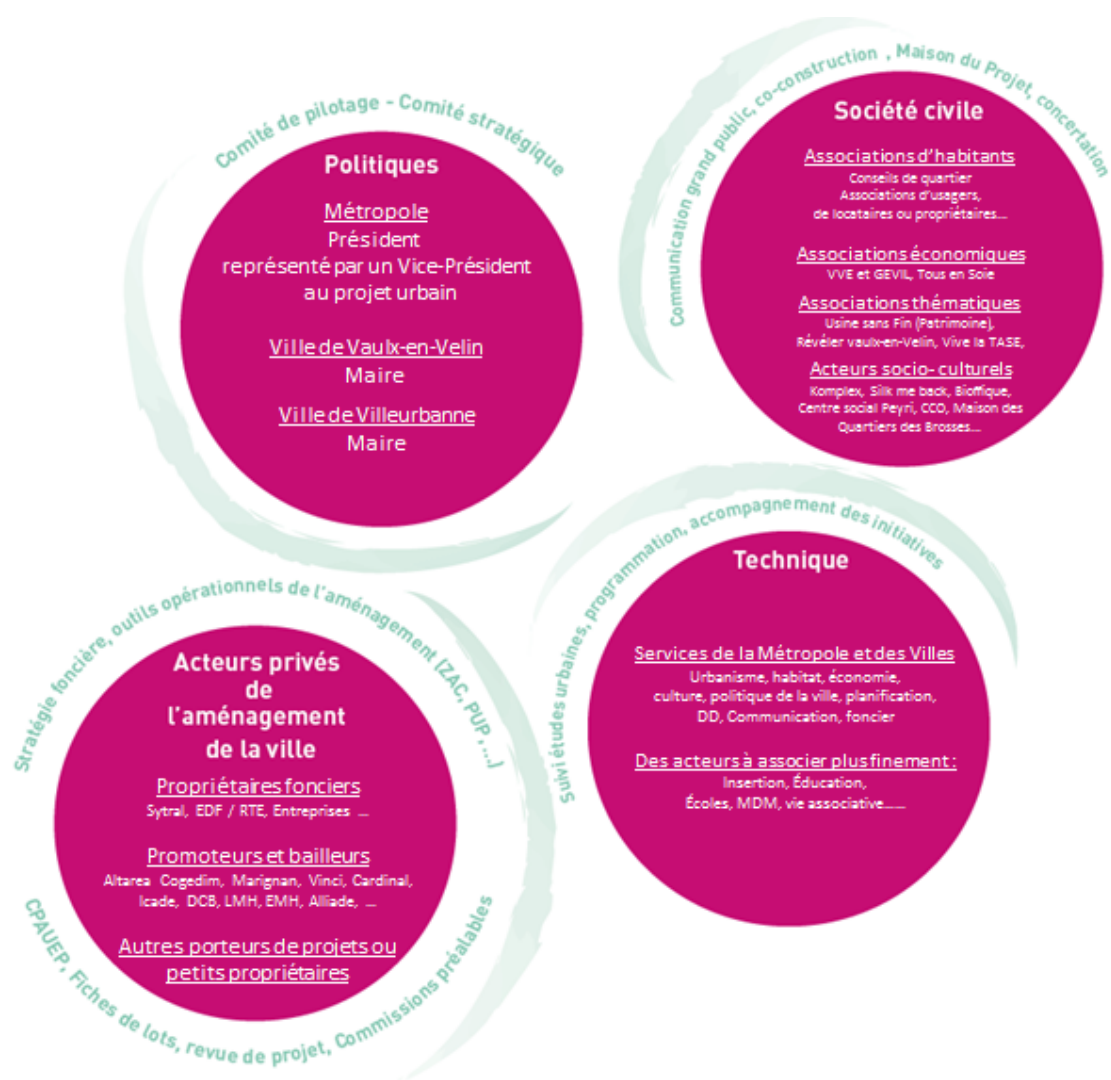 Comité de pilotage - Comité stratégique
Politiques
Métropole
Président
représenté par un Vice-Président
au projet urbain
Ville de Vaulx-en-Velin
Maire
Ville de Villeurbanne
Maire
Communication grand public, co-construction , Maison du Projet, concertation
Société civile
Associations d'habitants
Conseils de quartier
Associations d'usagers,
de locataires ou propriétaires...
Associations économiques
VVE et GEVIL, Tous en Soie
Associations thématiques
Usine sans Fin (Patrimoine),
Révéler vaulx-en-Velin, Vive la TASE,
Acteurs socio- culturels
Komplex, Silk me back, Bioffique,
Centre social Peyri, CCO, Maison des
Quartiers des Brosses...
Stratégie foncière, outils opérationnels de l'aménagement (ZAC, PUP , ...)
Acteurs privés
de
l'aménagement
de la ville
Propriétaires fonciers
Sytral, EDF / RTE, Entreprises ...
Promoteurs et bailleurs
Altarea Cogedim, Marignan, Vinci, Cardinal,
Icade, DCB, LMH, EMH, Alliade, ...
Autres porteurs de projets ou
petits propriétaires
CPAUEP, Fiches de lots, revue de projet, Commissions préalables
Suivi études urbaines, programmation, accompagnement des initiatives
Technique
Services de la Métropole et des Villes
Urbanisme, habitat, économie,
culture, politique de la ville, planification,
DD, Communication, foncier
Des acteurs à associer plus finement :
Insertion, Éducation,
Écoles, MDM, vie associative......